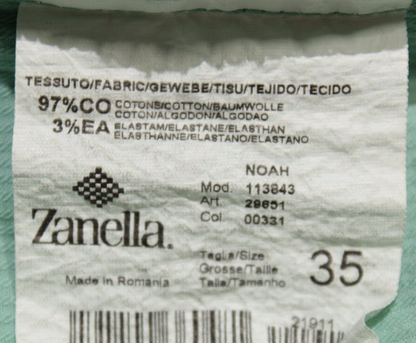 TESSUTO/FABRIC/GEWEBE/TISU/TEJIDO/TECIDO
97%CO COTONE/COTTON/BAUMWOLLE
COTON/ALGODON/ALGODAO
3%EA ELASTAM/ELASTANE/ELASTHAN
ELASTHANNE/ELASTANO/ELASTANO
NOAH
Mod. 113843
Art. 29651
Col. 00331
Zanella.
Taglia/Size
Grosse/Taille
Talla/Tamanho
35
Made in Romania
21911